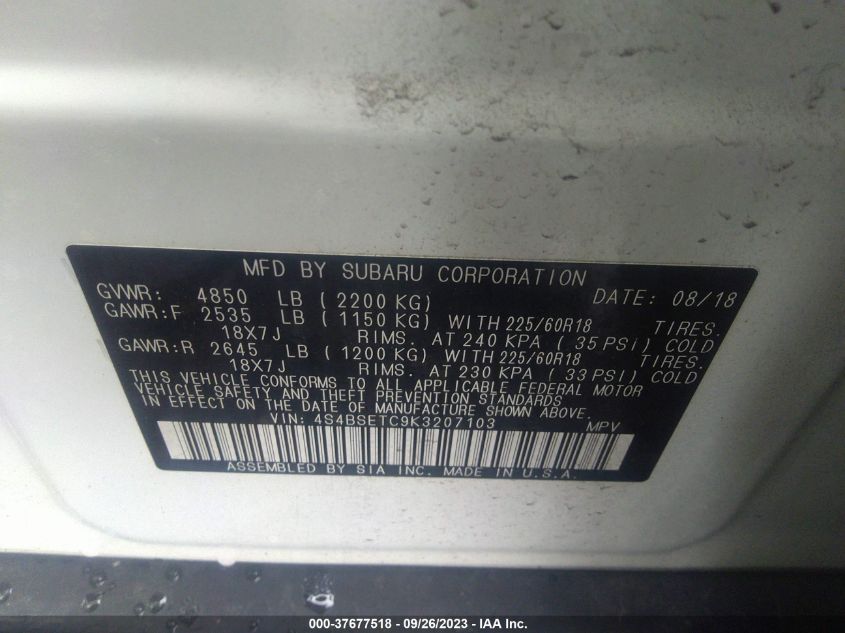 MFD BY SUBARU CORPORATION DATE: 08/18
GVWR: 4850 LB ( 2200 KG)
GAWR:F 2535 LB ( 1150 KG) WITH 225/60R18 TIRES.
18X7J RIMS. AT 240 KPA ( 35 PSi) COLD
GAWR:R 2645 LB ( 1200 KG) WITH 225/60R18 TIRES.
18X7J RIMS. AT 230 KPA ( 33 PSi) COLD
THIS VEHICLE CONFORMS TO ALL APPLICABLE FEDERAL MOTOR
VEHICLE SAFETY AND THEFT PREVENTION STANDARDS
IN EFFECT ON THE DATE OF MANUFACTURE SHOWN ABOVE.
VIN: 4S4BSETC9K3207103 MPV
ASSEMBLED BY SIA INC. MADE IN U.S.A.
000-37677518 - 09/26/2023 - IAA Inc.